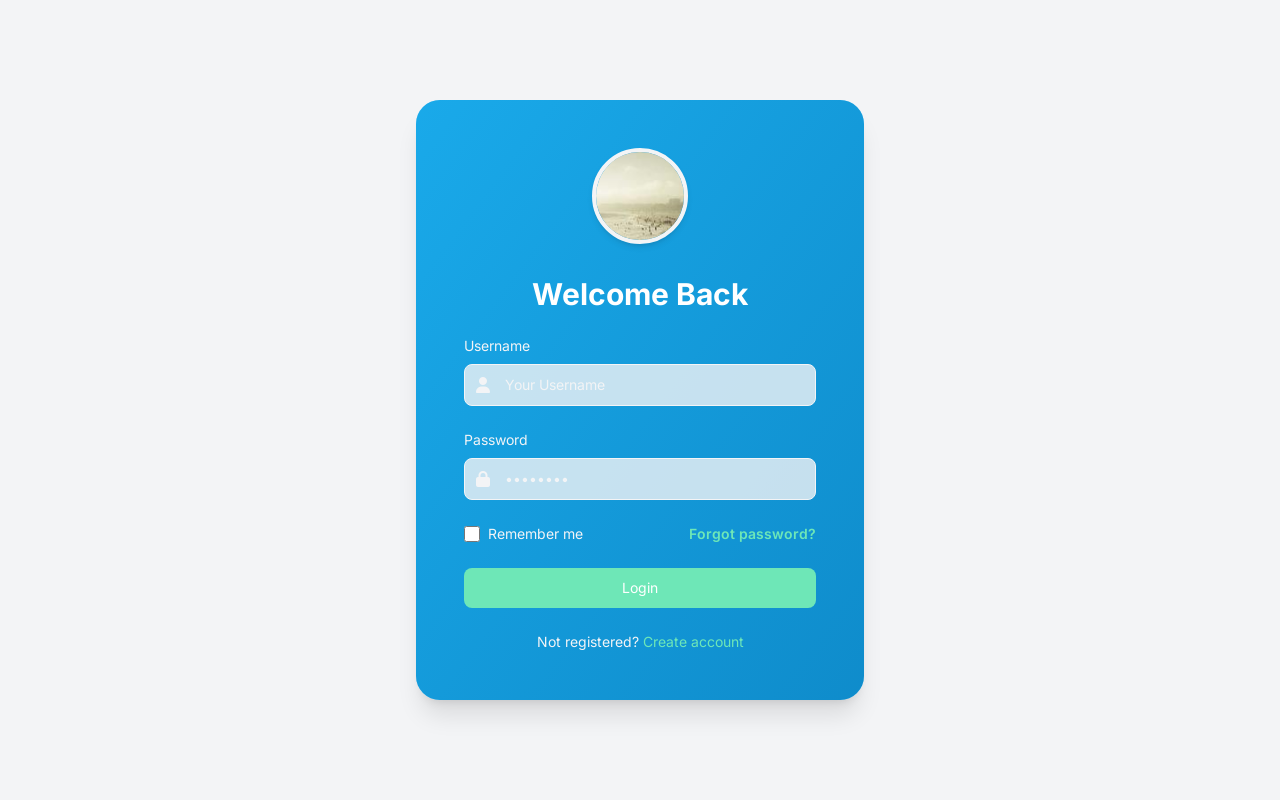 Welcome Back
Username
Your Username
Password
••••••••
Remember me
Forgot password?
Login
Not registered? Create account